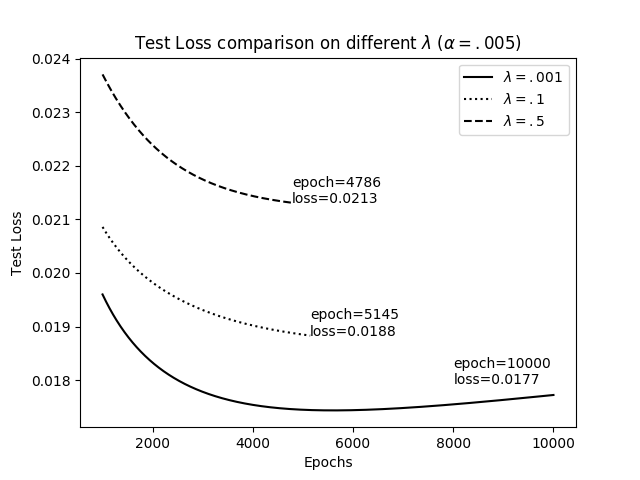 Test Loss comparison on different λ (α = .005)
0.024
0.023
0.022
0.021
0.020
0.019
0.018
Test Loss
λ = .001
λ = .1
λ = .5
epoch=4786
loss=0.0213
epoch=5145
loss=0.0188
epoch=10000
loss=0.0177
2000 4000 6000 8000 10000
Epochs